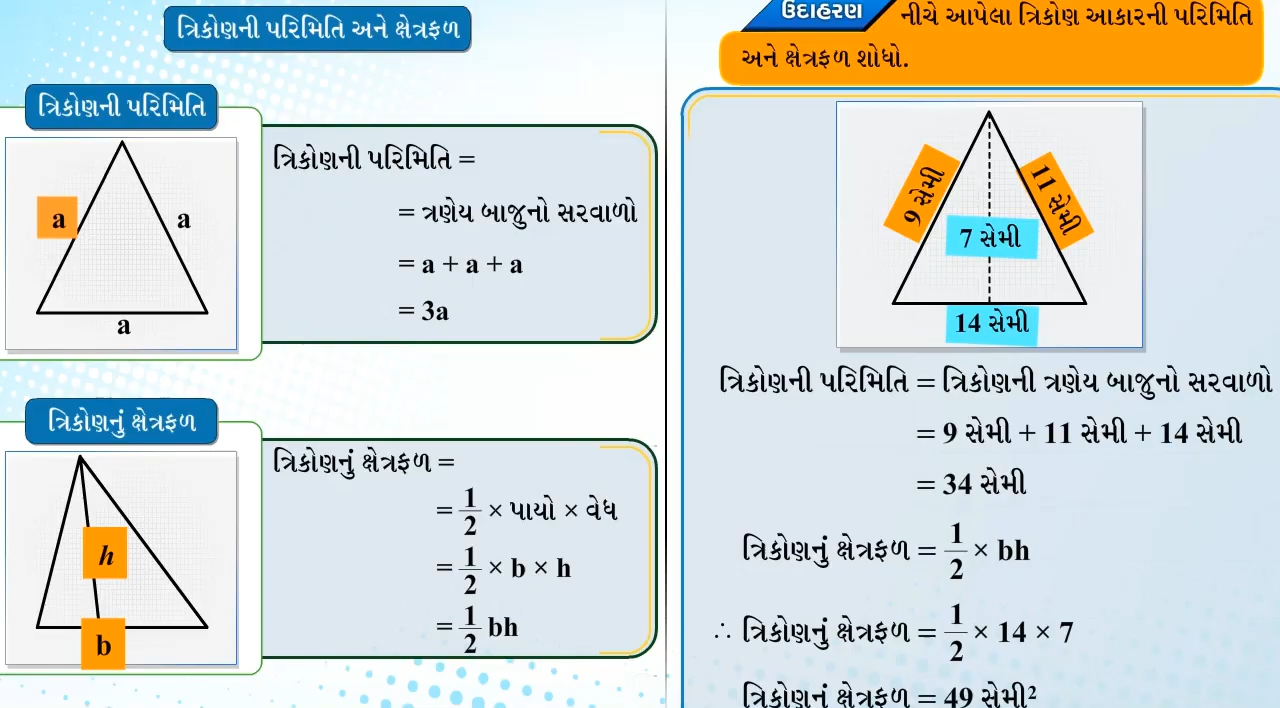 ત્રિકોણની પરિમિતિ અને ક્ષેત્રફળ
ત્રિકોણની પરિમિતિ
a
a
a
ત્રિકોણની પરિમિતિ =
= ત્રણેય બાજુનો સરવાળો
= a + a + a
= 3a
ત્રિકોણનું ક્ષેત્રફળ
h
b
ત્રિકોણનું ક્ષેત્રફળ =
= 1/2 × પાયો × વેધ
= 1/2 × b × h
= 1/2 bh
ઉદાહરણ નીચે આપેલા ત્રિકોણ આકારની પરિમિતિ
અને ક્ષેત્રફળ શોધો.
9 સેમી
11 સેમી
7 સેમી
14 સેમી
ત્રિકોણની પરિમિતિ = ત્રિકોણની ત્રણેય બાજુનો સરવાળો
= 9 સેમી + 11 સેમી + 14 સેમી
= 34 સેમી
ત્રિકોણનું ક્ષેત્રફળ = 1/2 × bh
∴ ત્રિકોણનું ક્ષેત્રફળ = 1/2 × 14 × 7
ત્રિકોણનું ક્ષેત્રફળ = 49 સેમી²